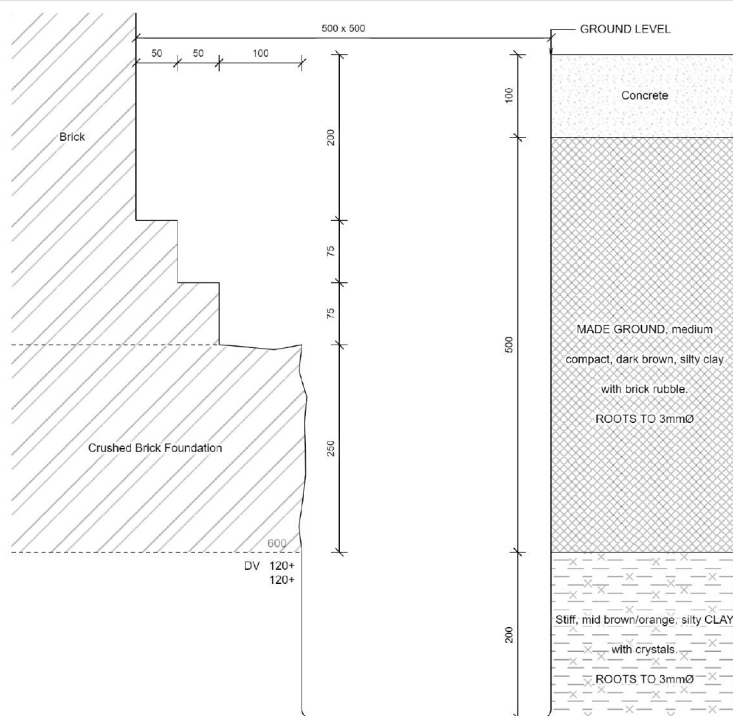 500 x 500
GROUND LEVEL
50 50 100
100
Concrete
Brick
200
75
75
MADE GROUND, medium
compact, dark brown, silty clay
with brick rubble.
ROOTS TO 3mmØ
500
Crushed Brick Foundation
250
600
DV 120+
120+
Stiff, mid brown/orange, silty CLAY
with crystals.
ROOTS TO 3mmØ
200